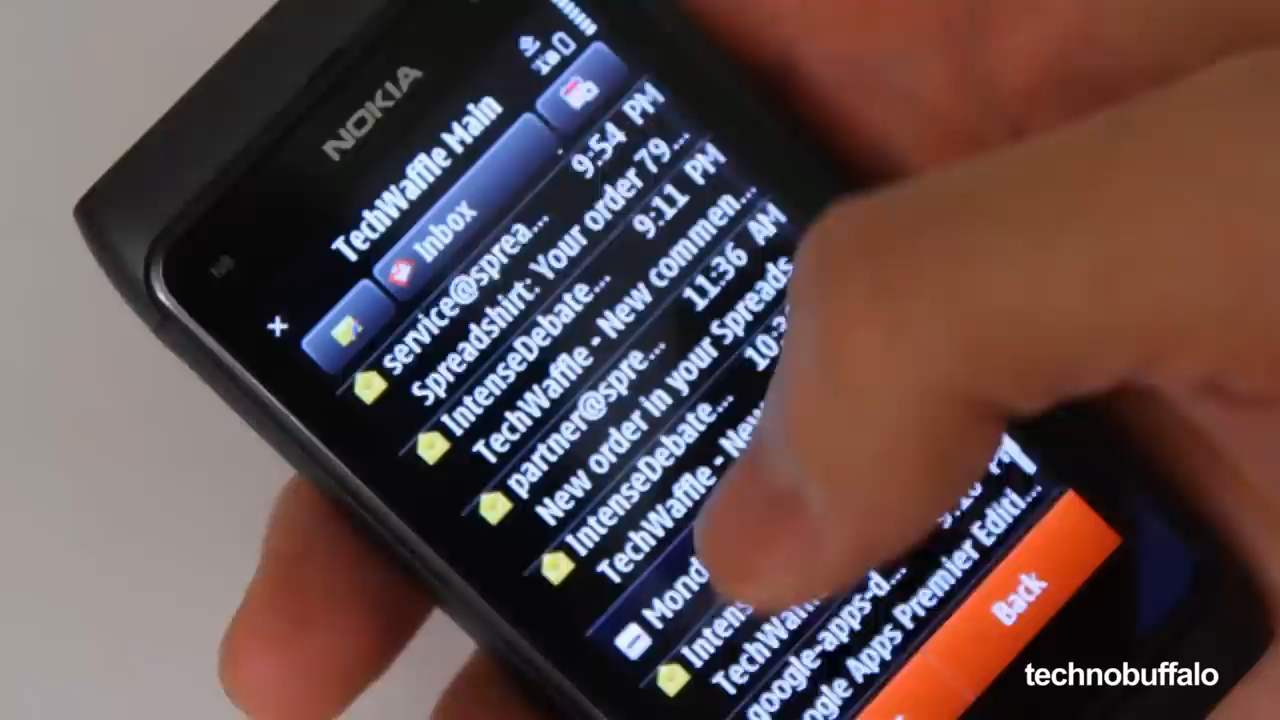 NOKIA
TechWaffle Main
Inbox
service@sprea... 9:54 PM
Spreadshirt: Your order 79...
IntenseDebate... 9:11 PM
TechWaffle - New commen...
partner@spre... 11:36 AM
New order in your Spreads
IntenseDebate...
TechWaffle - New
Back
google-apps-d...
Apps Premier Editi...
technobuffalo